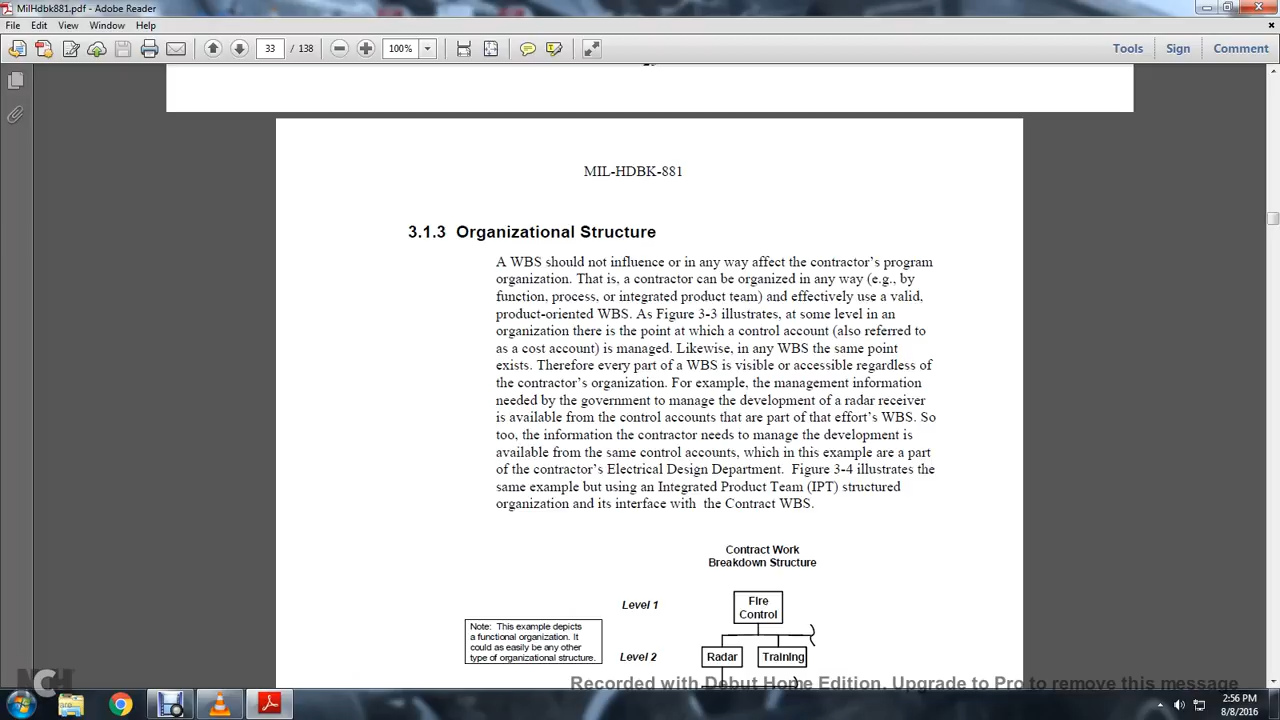 MilHdbk881.pdf - Adobe Reader
File Edit View Window Help
33 / 138 100% Tools Sign Comment
MIL-HDBK-881
3.1.3 Organizational Structure
A WBS should not influence or in any way affect the contractor's program
organization. That is, a contractor can be organized in any way (e.g., by
function, process, or integrated product team) and effectively use a valid,
product-oriented WBS. As Figure 3-3 illustrates, at some level in an
organization there is the point at which a control account (also referred to
as a cost account) is managed. Likewise, in any WBS the same point
exists. Therefore every part of a WBS is visible or accessible regardless of
the contractor's organization. For example, the management information
needed by the government to manage the development of a radar receiver
is available from the control accounts that are part of that effort's WBS. So
too, the information the contractor needs to manage the development is
available from the same control accounts, which in this example are a part
of the contractor's Electrical Design Department. Figure 3-4 illustrates the
same example but using an Integrated Product Team (IPT) structured
organization and its interface with the Contract WBS.
Contract Work
Breakdown Structure
Level 1
Fire
Control
Note: This example depicts
a functional organization. It
could as easily be any other
type of organizational structure.
Level 2
Radar
Training
Recorded with Debut Home Edition. Upgrade to Pro to remove this message
NCH
2:56 PM
8/8/2016